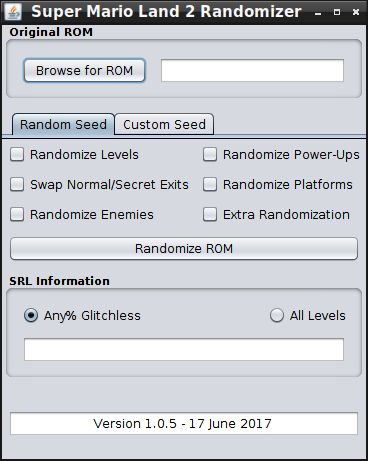 Super Mario Land 2 Randomizer
Original ROM
Browse for ROM
Random Seed Custom Seed
Randomize Levels Randomize Power-Ups
Swap Normal/Secret Exits Randomize Platforms
Randomize Enemies Extra Randomization
Randomize ROM
SRL Information
Any% Glitchless All Levels
Version 1.0.5 - 17 June 2017